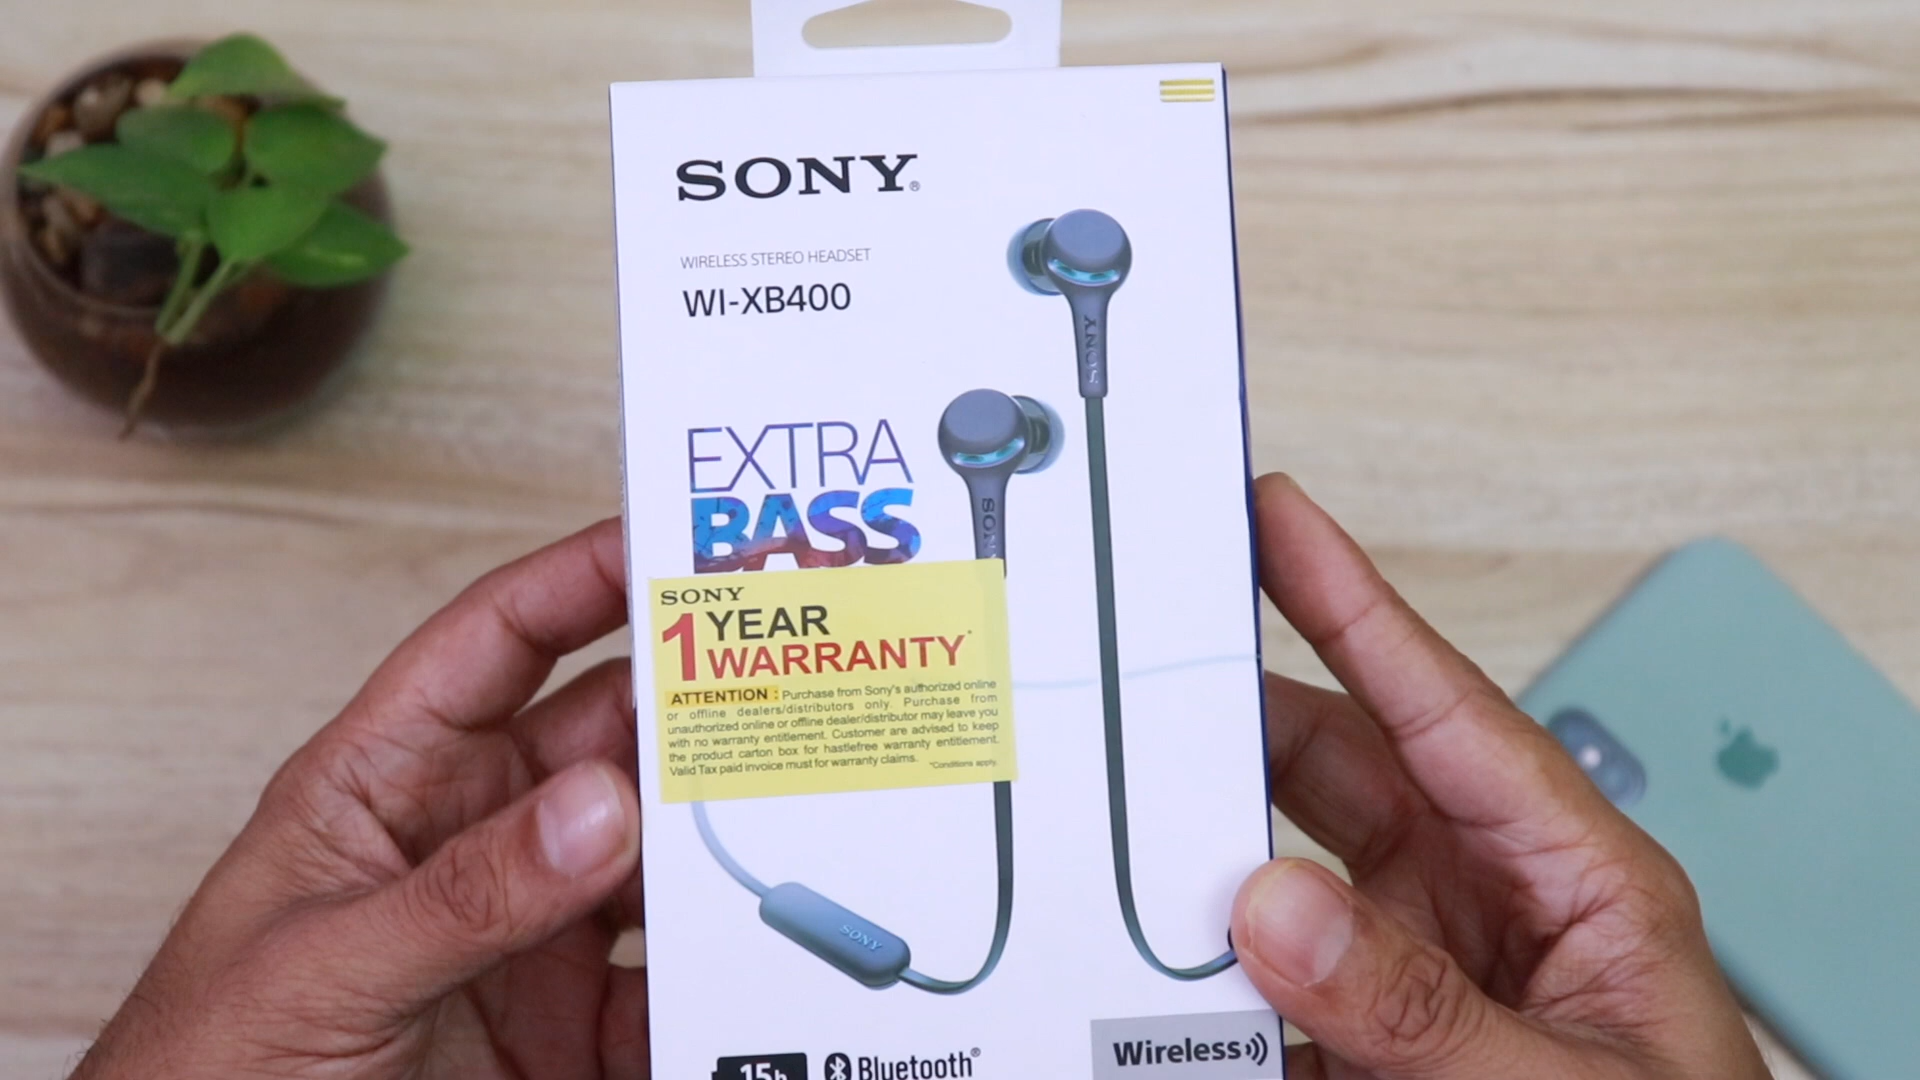 SONY®
WIRELESS STEREO HEADSET
WI-XB400
SONY
EXTRA
BASS
SONY
SONY
1 YEAR
WARRANTY*
ATTENTION : Purchase from Sony's authorized online
or offline dealers/distributors only. Purchase from
unauthorized online or offline dealer/distributor may leave you
with no warranty entitlement. Customer are advised to keep
the product carton box for hastlefree warranty entitlement.
Valid Tax paid invoice must for warranty claims. *Conditions apply.
SONY
15h
Bluetooth®
Wireless